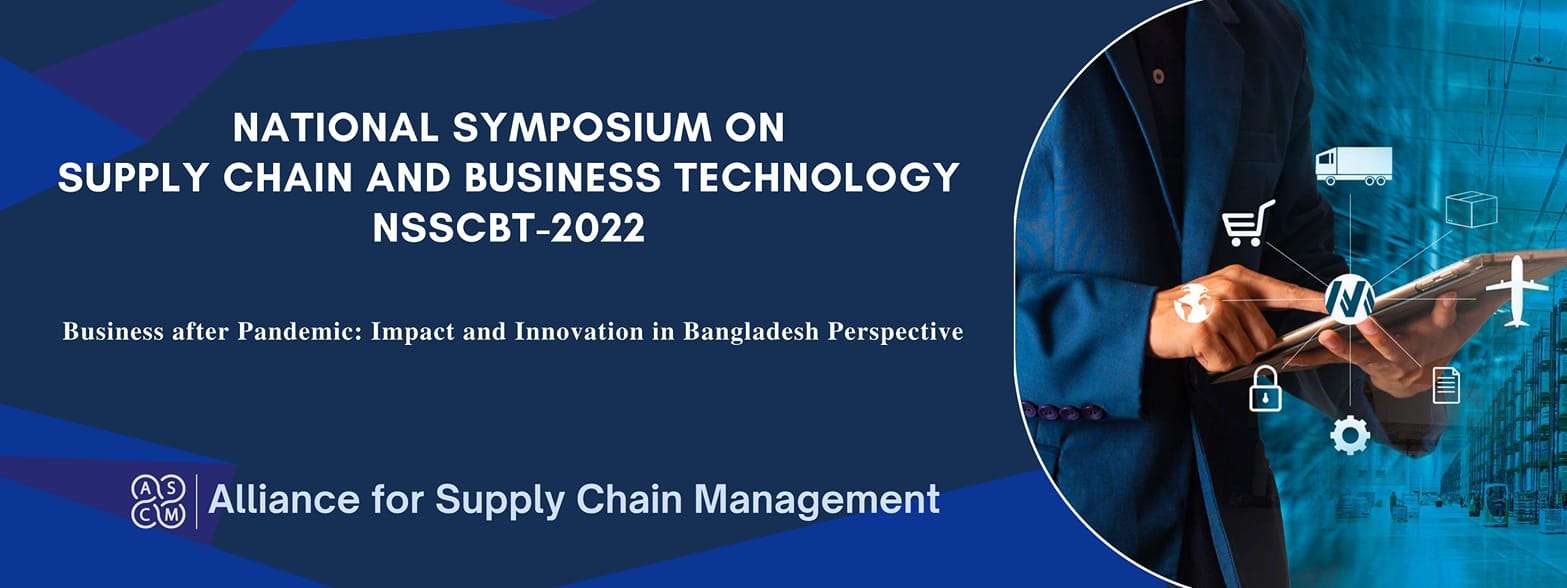 NATIONAL SYMPOSIUM ON
SUPPLY CHAIN AND BUSINESS TECHNOLOGY
NSSCBT-2022
Business after Pandemic: Impact and Innovation in Bangladesh Perspective
A S
C M
Alliance for Supply Chain Management